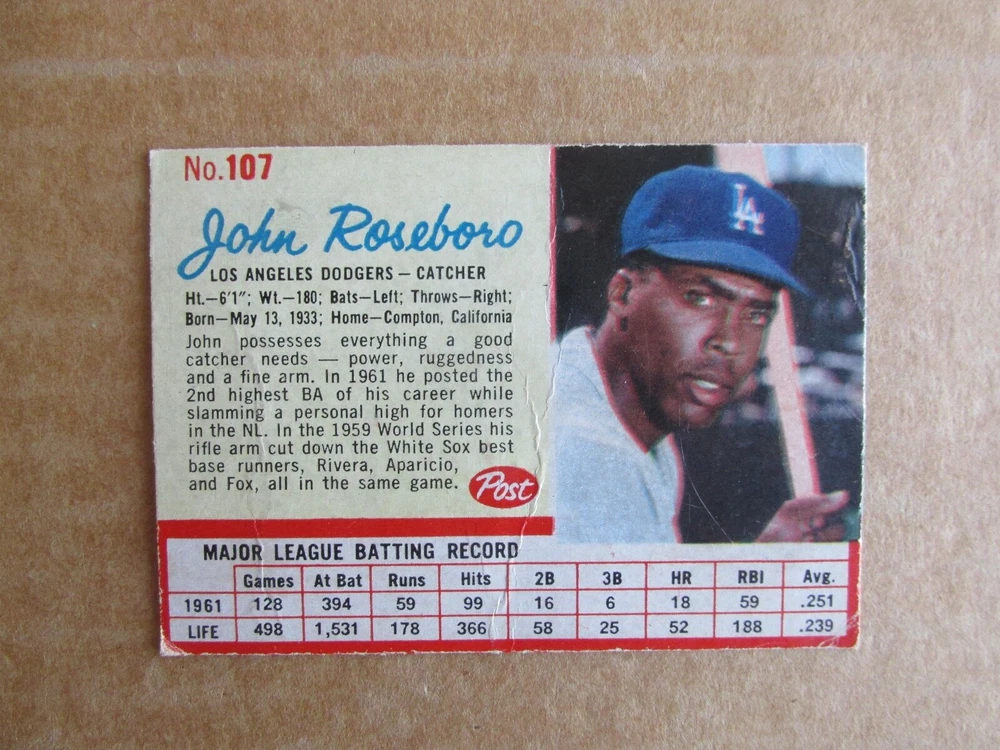 No.107
John Roseboro
LOS ANGELES DODGERS — CATCHER
Ht.—6'1"; Wt.—180; Bats—Left; Throws—Right;
Born—May 13, 1933; Home—Compton, California
John possesses everything a good
catcher needs — power, ruggedness
and a fine arm. In 1961 he posted the
2nd highest BA of his career while
slamming a personal high for homers
in the NL. In the 1959 World Series his
rifle arm cut down the White Sox best
base runners, Rivera, Aparicio,
and Fox, all in the same game.
Post
LA
MAJOR LEAGUE BATTING RECORD
Games At Bat Runs Hits 2B 3B HR RBI Avg.
1961 128 394 59 99 16 6 18 59 .251
LIFE 498 1,531 178 366 58 25 52 188 .239